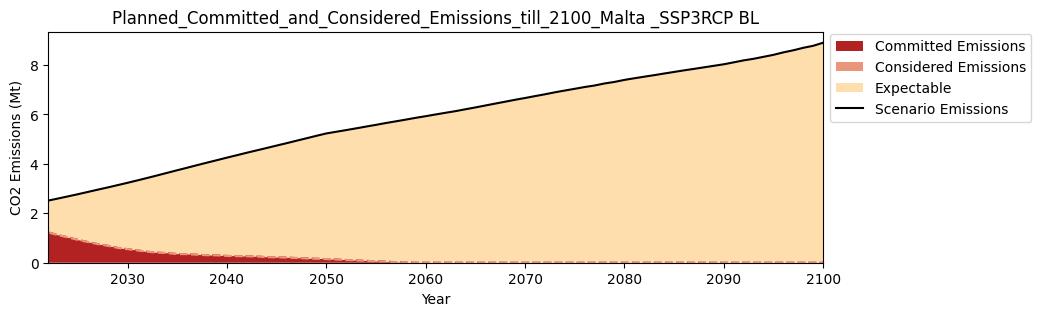 Planned_Committed_and_Considered_Emissions_till_2100_Malta _SSP3RCP BL
Committed Emissions
Considered Emissions
Expectable
Scenario Emissions
CO2 Emissions (Mt)
8
6
4
2
0
2030 2040 2050 2060 2070 2080 2090 2100
Year